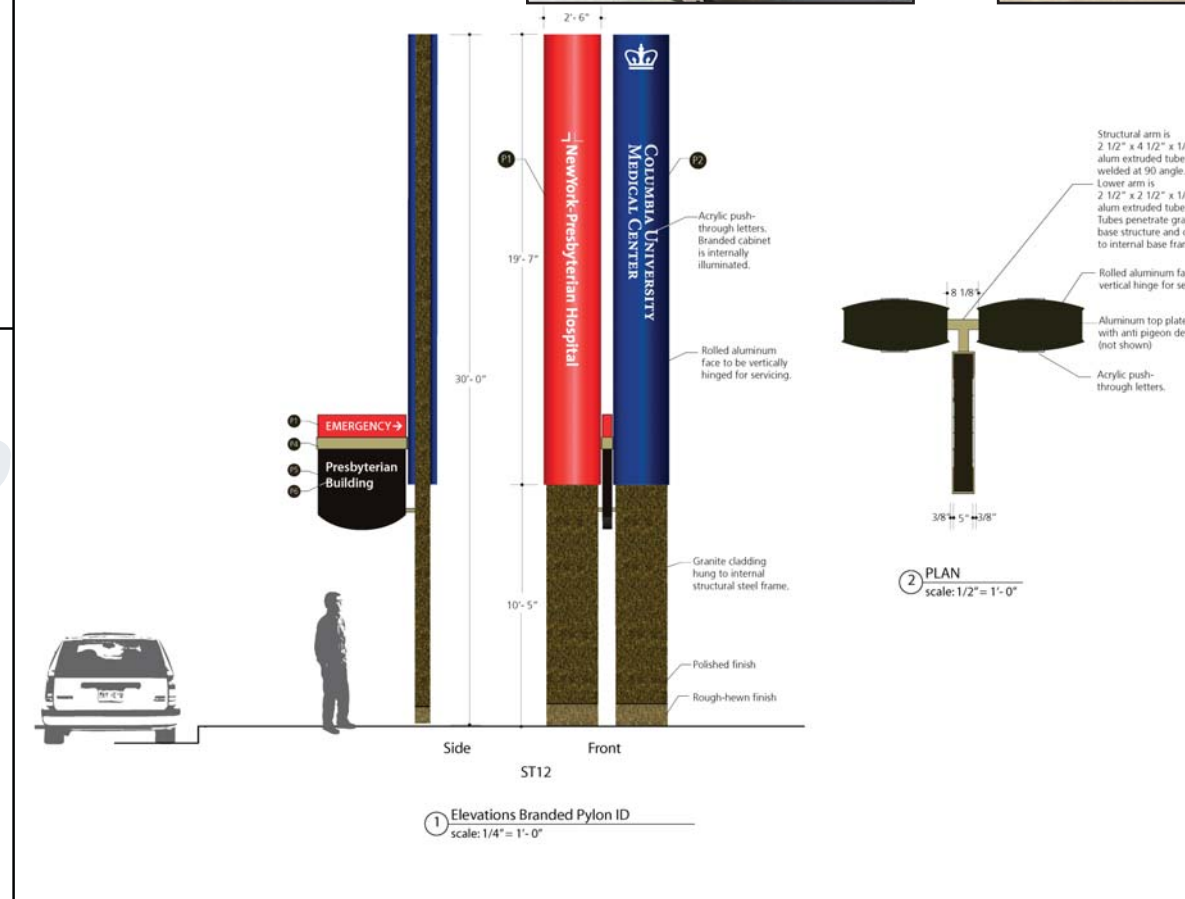 2'- 6"
NewYork-Presbyterian Hospital
COLUMBIA UNIVERSITY
MEDICAL CENTER
P1
P2
Acrylic push-
through letters.
Branded cabinet
is internally
illuminated.
19'- 7"
Rolled aluminum
face to be vertically
hinged for servicing.
30'- 0"
P1
EMERGENCY→
P4
P5
Presbyterian
Building
P6
Granite cladding
hung to internal
structural steel frame.
10'- 5"
Polished finish
Rough-hewn finish
Side
Front
ST12
1
Elevations Branded Pylon ID
scale: 1/4" = 1'- 0"
Structural arm is
2 1/2" x 4 1/2" x 1/
alum extruded tube
welded at 90 angle.
Lower arm is
2 1/2" x 2 1/2" x 1/
alum extruded tube
Tubes penetrate gra
base structure and
to internal base fra
8 1/8"
Rolled aluminum fa
vertical hinge for se
Aluminum top plate
with anti pigeon de
(not shown)
Acrylic push-
through letters.
3/8" 5" 3/8"
2
PLAN
scale: 1/2" = 1'- 0"